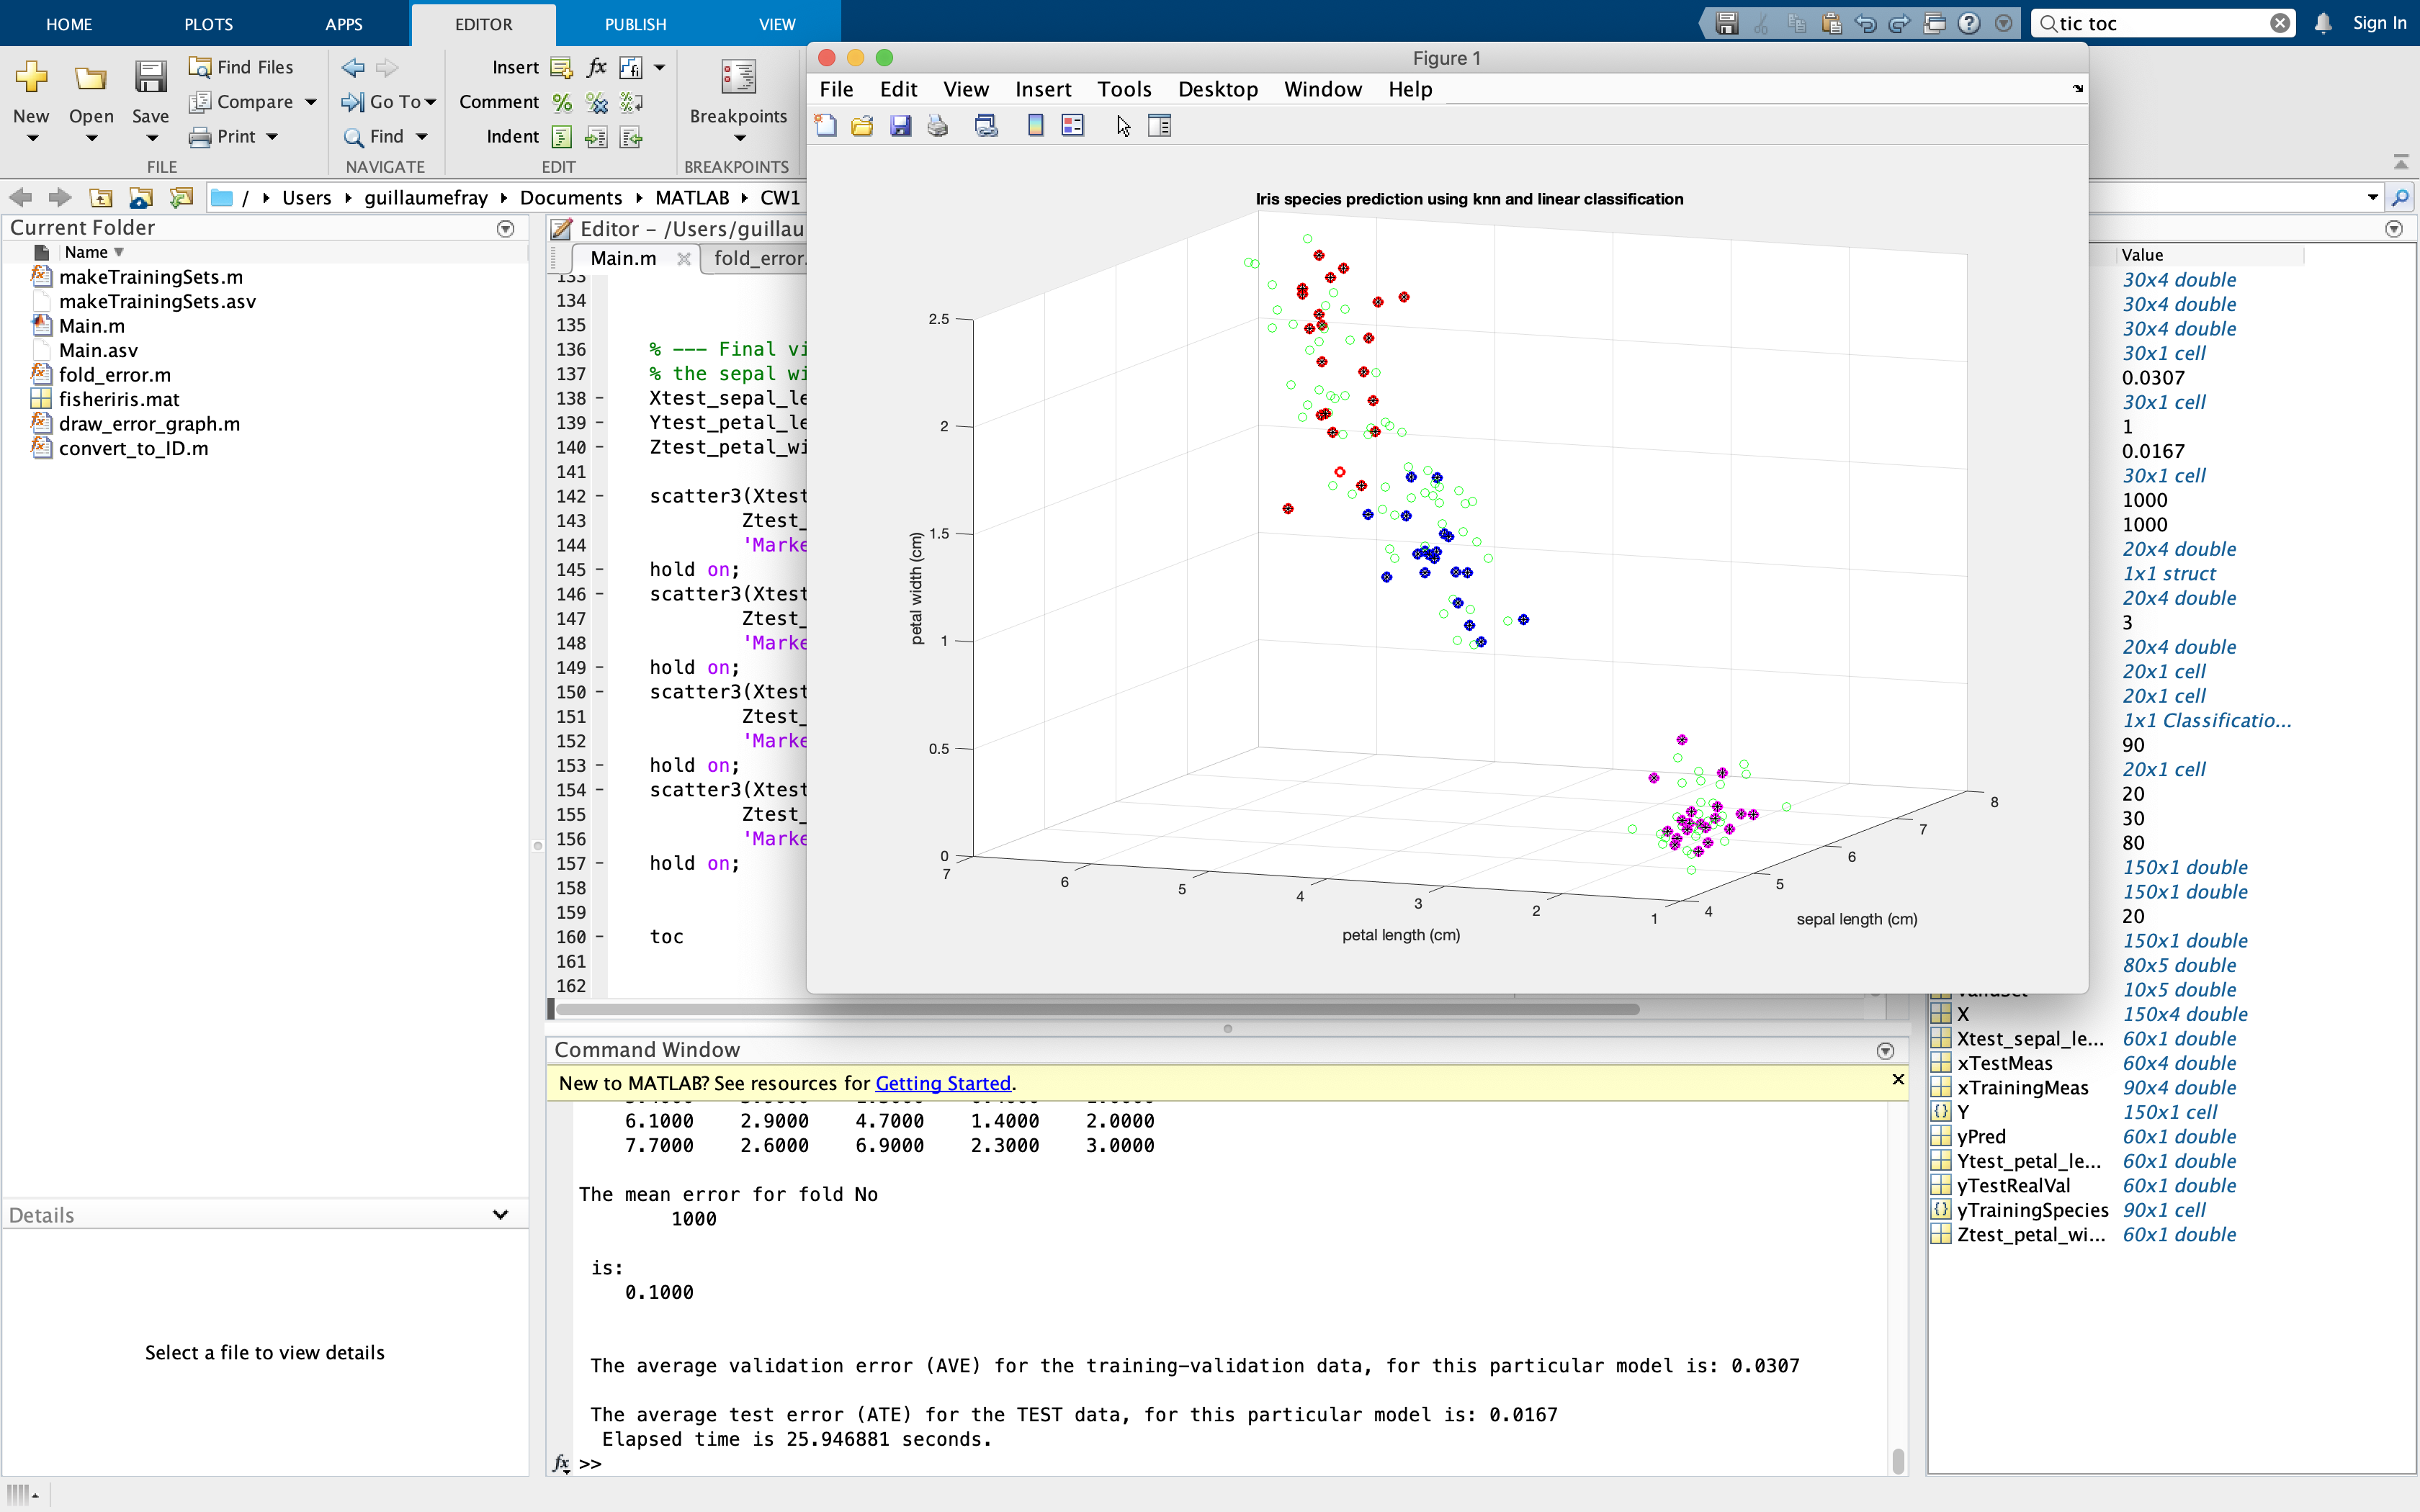 HOME PLOTS APPS EDITOR PUBLISH VIEW
tic toc
Sign In
New Open Save
Find Files
Compare
Print
FILE
Go To
Find
NAVIGATE
Insert fx
Comment
Indent
EDIT
Breakpoints
BREAKPOINTS
/ Users guillaumefray Documents MATLAB CW1
Current Folder
Name
makeTrainingSets.m
makeTrainingSets.asv
Main.m
Main.asv
fold_error.m
fisheriris.mat
draw_error_graph.m
convert_to_ID.m
Details
Select a file to view details
Editor – /Users/guillau
Main.m fold_error.
133
134
135
136 % --- Final vi
137 % the sepal wi
138 Xtest_sepal_le
139 Ytest_petal_le
140 Ztest_petal_wi
141
142 scatter3(Xtest
143 Ztest_
144 'Marke
145 hold on;
146 scatter3(Xtest
147 Ztest_
148 'Marke
149 hold on;
150 scatter3(Xtest
151 Ztest_
152 'Marke
153 hold on;
154 scatter3(Xtest
155 Ztest_
156 'Marke
157 hold on;
158
159
160 toc
161
162
Figure 1
File Edit View Insert Tools Desktop Window Help
Iris species prediction using knn and linear classification
petal width (cm)
2.5
2
1.5
1
0.5
0
7 6 5 4 3 2 1
petal length (cm)
4 5 6 7 8
sepal length (cm)
Command Window
New to MATLAB? See resources for Getting Started.
6.1000 2.9000 4.7000 1.4000 2.0000
7.7000 2.6000 6.9000 2.3000 3.0000
The mean error for fold No
1000
is:
0.1000
The average validation error (AVE) for the training-validation data, for this particular model is: 0.0307
The average test error (ATE) for the TEST data, for this particular model is: 0.0167
Elapsed time is 25.946881 seconds.
fx >>
Value
30x4 double
30x4 double
30x4 double
30x1 cell
0.0307
30x1 cell
1
0.0167
30x1 cell
1000
1000
20x4 double
1x1 struct
20x4 double
3
20x4 double
20x1 cell
20x1 cell
1x1 Classificatio...
90
20x1 cell
20
30
80
150x1 double
150x1 double
20
150x1 double
80x5 double
10x5 double
X 150x4 double
Xtest_sepal_le... 60x1 double
xTestMeas 60x4 double
xTrainingMeas 90x4 double
Y 150x1 cell
yPred 60x1 double
Ytest_petal_le... 60x1 double
yTestRealVal 60x1 double
yTrainingSpecies 90x1 cell
Ztest_petal_wi... 60x1 double